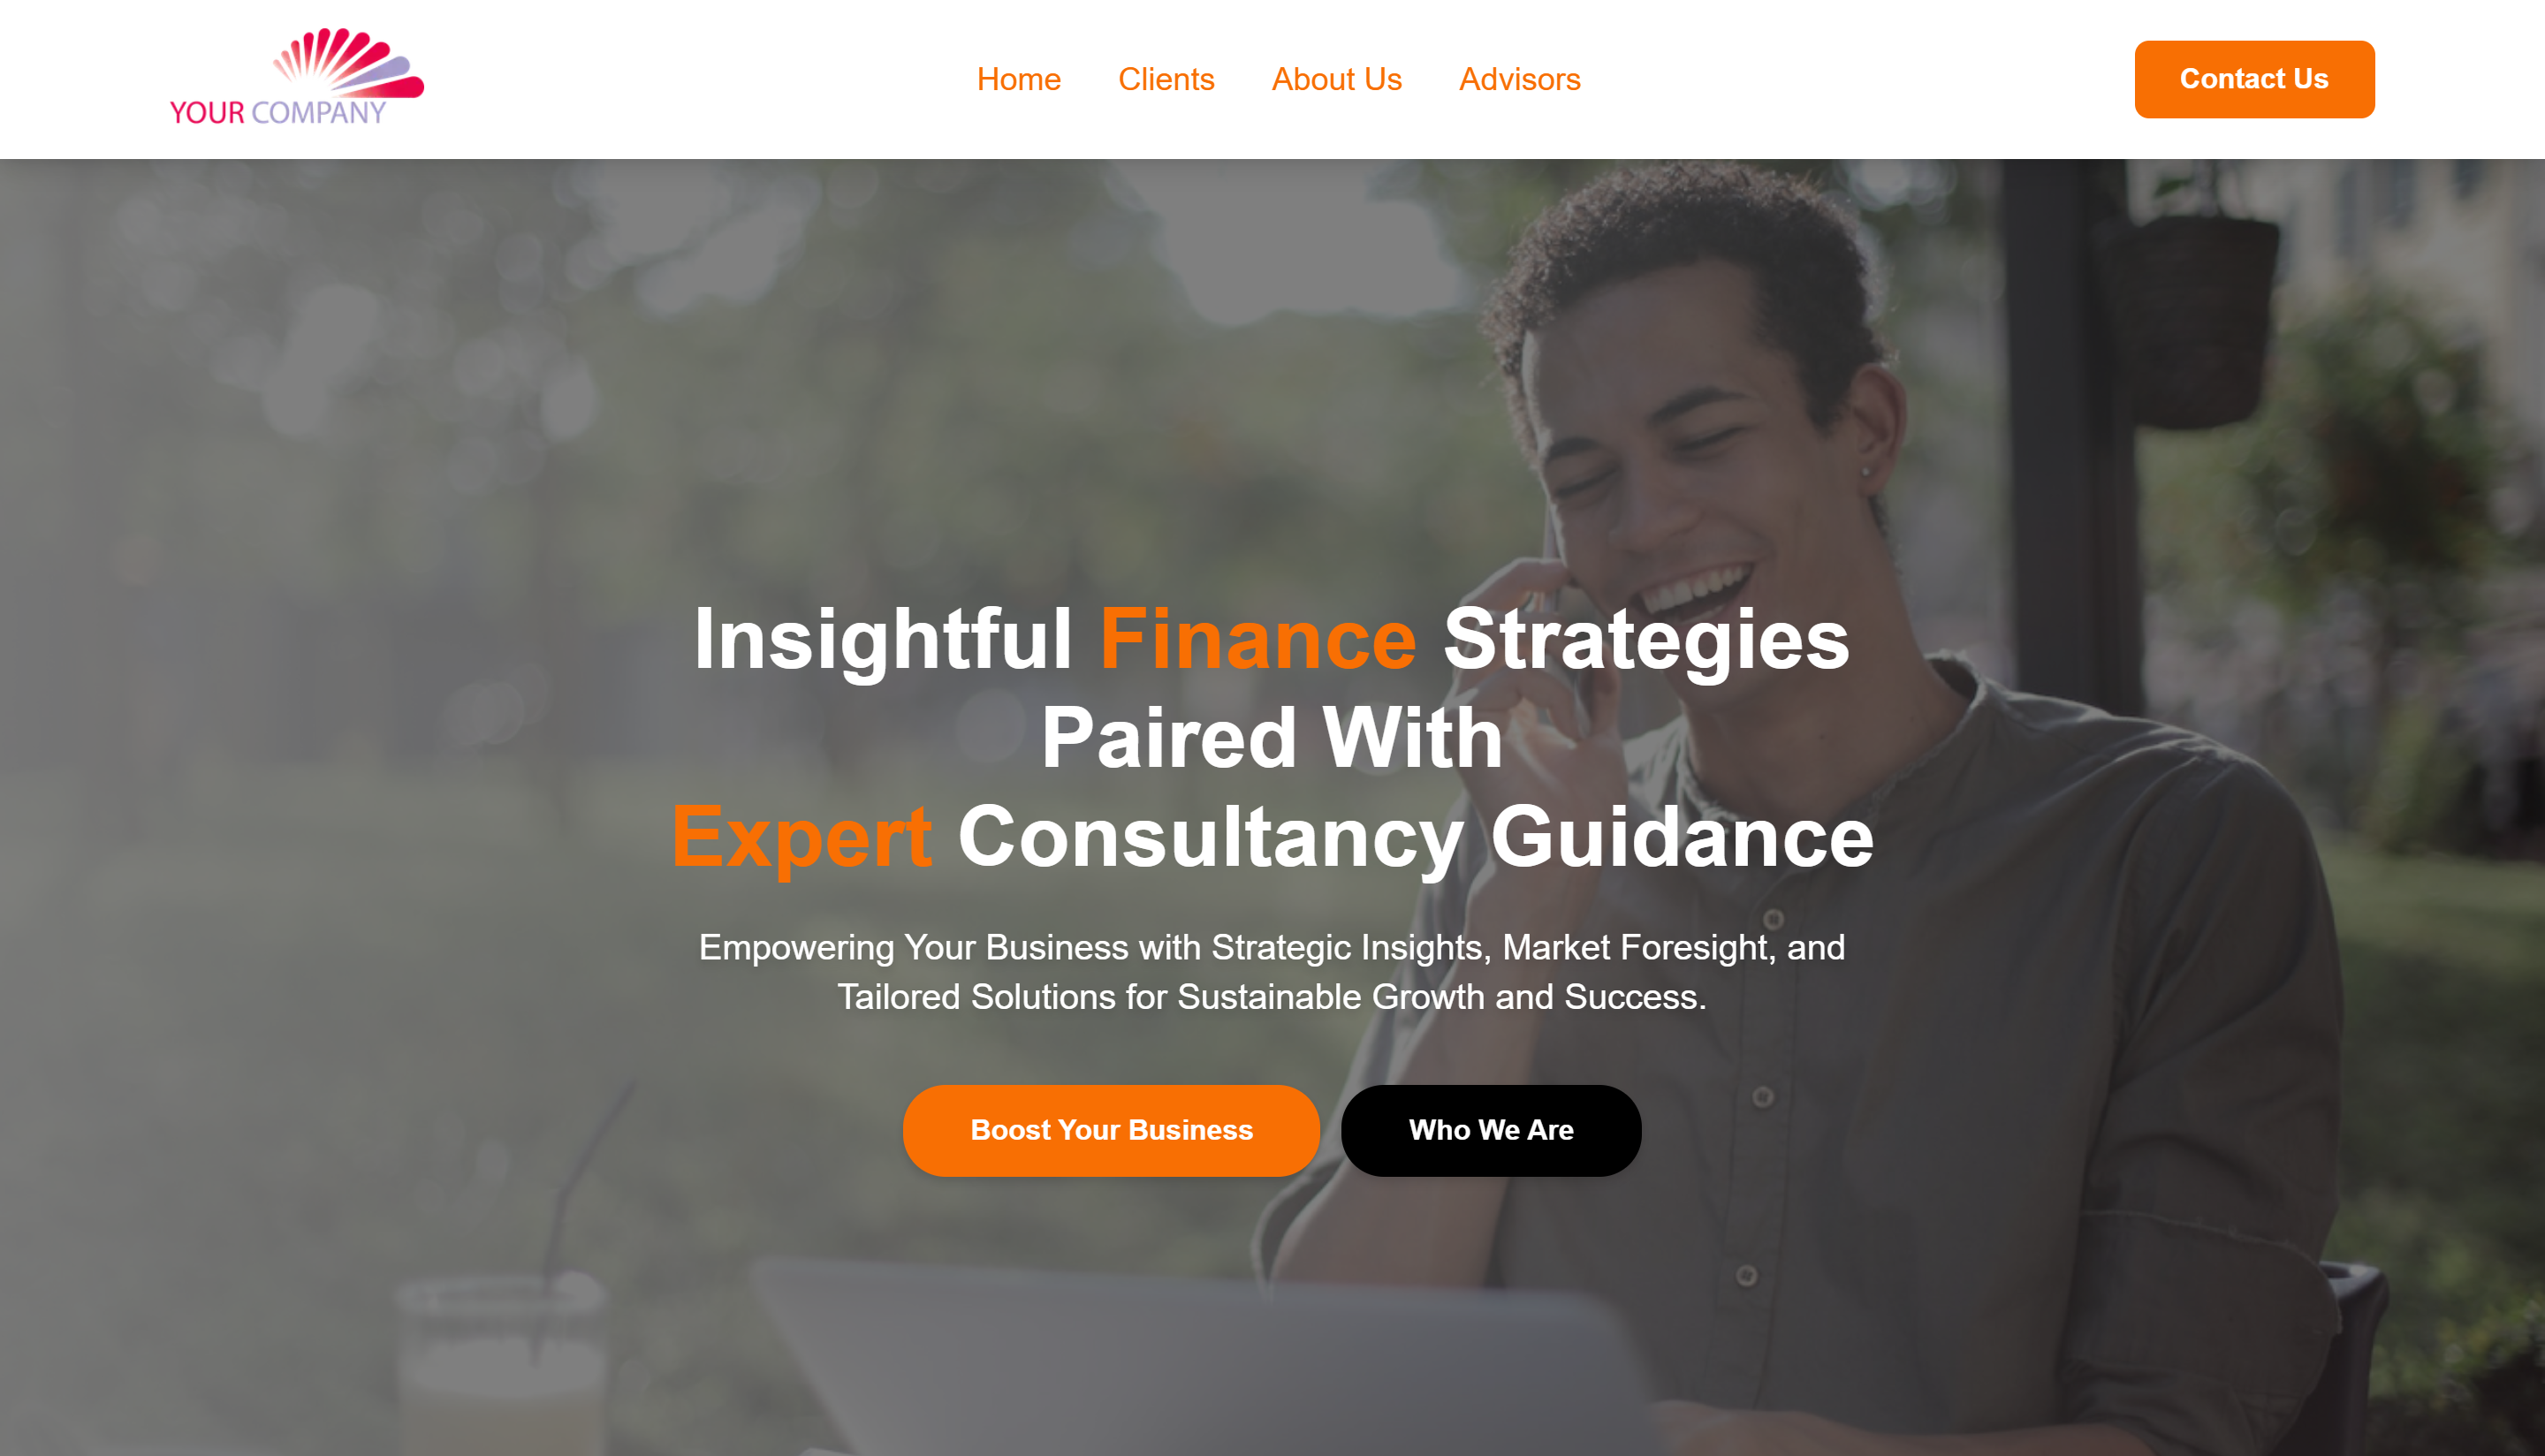 YOUR COMPANY
Home
Clients
About Us
Advisors
Contact Us
Insightful Finance Strategies
Paired With
Expert Consultancy Guidance
Empowering Your Business with Strategic Insights, Market Foresight, and
Tailored Solutions for Sustainable Growth and Success.
Boost Your Business
Who We Are